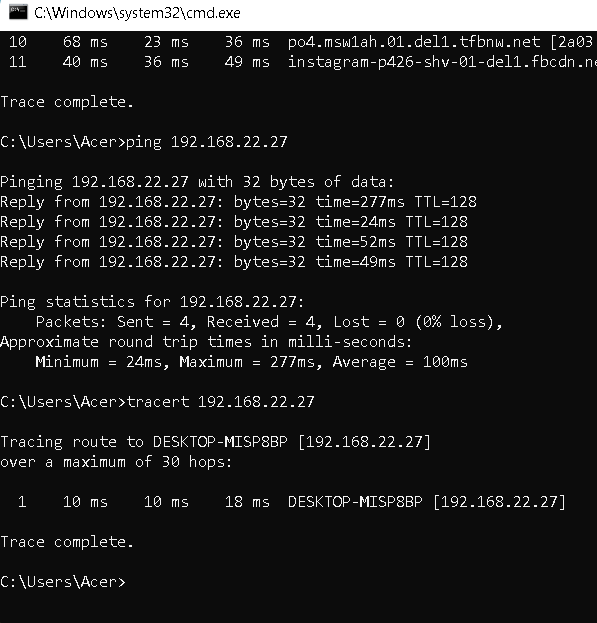 C:\Windows\system32\cmd.exe
10 68 ms 23 ms 36 ms po4.msw1ah.01.del1.tfbnw.net [2a03
11 40 ms 36 ms 49 ms instagram-p426-shv-01-del1.fbcdn.ne
Trace complete.
C:\Users\Acer>ping 192.168.22.27
Pinging 192.168.22.27 with 32 bytes of data:
Reply from 192.168.22.27: bytes=32 time=277ms TTL=128
Reply from 192.168.22.27: bytes=32 time=24ms TTL=128
Reply from 192.168.22.27: bytes=32 time=52ms TTL=128
Reply from 192.168.22.27: bytes=32 time=49ms TTL=128
Ping statistics for 192.168.22.27:
Packets: Sent = 4, Received = 4, Lost = 0 (0% loss),
Approximate round trip times in milli-seconds:
Minimum = 24ms, Maximum = 277ms, Average = 100ms
C:\Users\Acer>tracert 192.168.22.27
Tracing route to DESKTOP-MISP8BP [192.168.22.27]
over a maximum of 30 hops:
1 10 ms 10 ms 18 ms DESKTOP-MISP8BP [192.168.22.27]
Trace complete.
C:\Users\Acer>